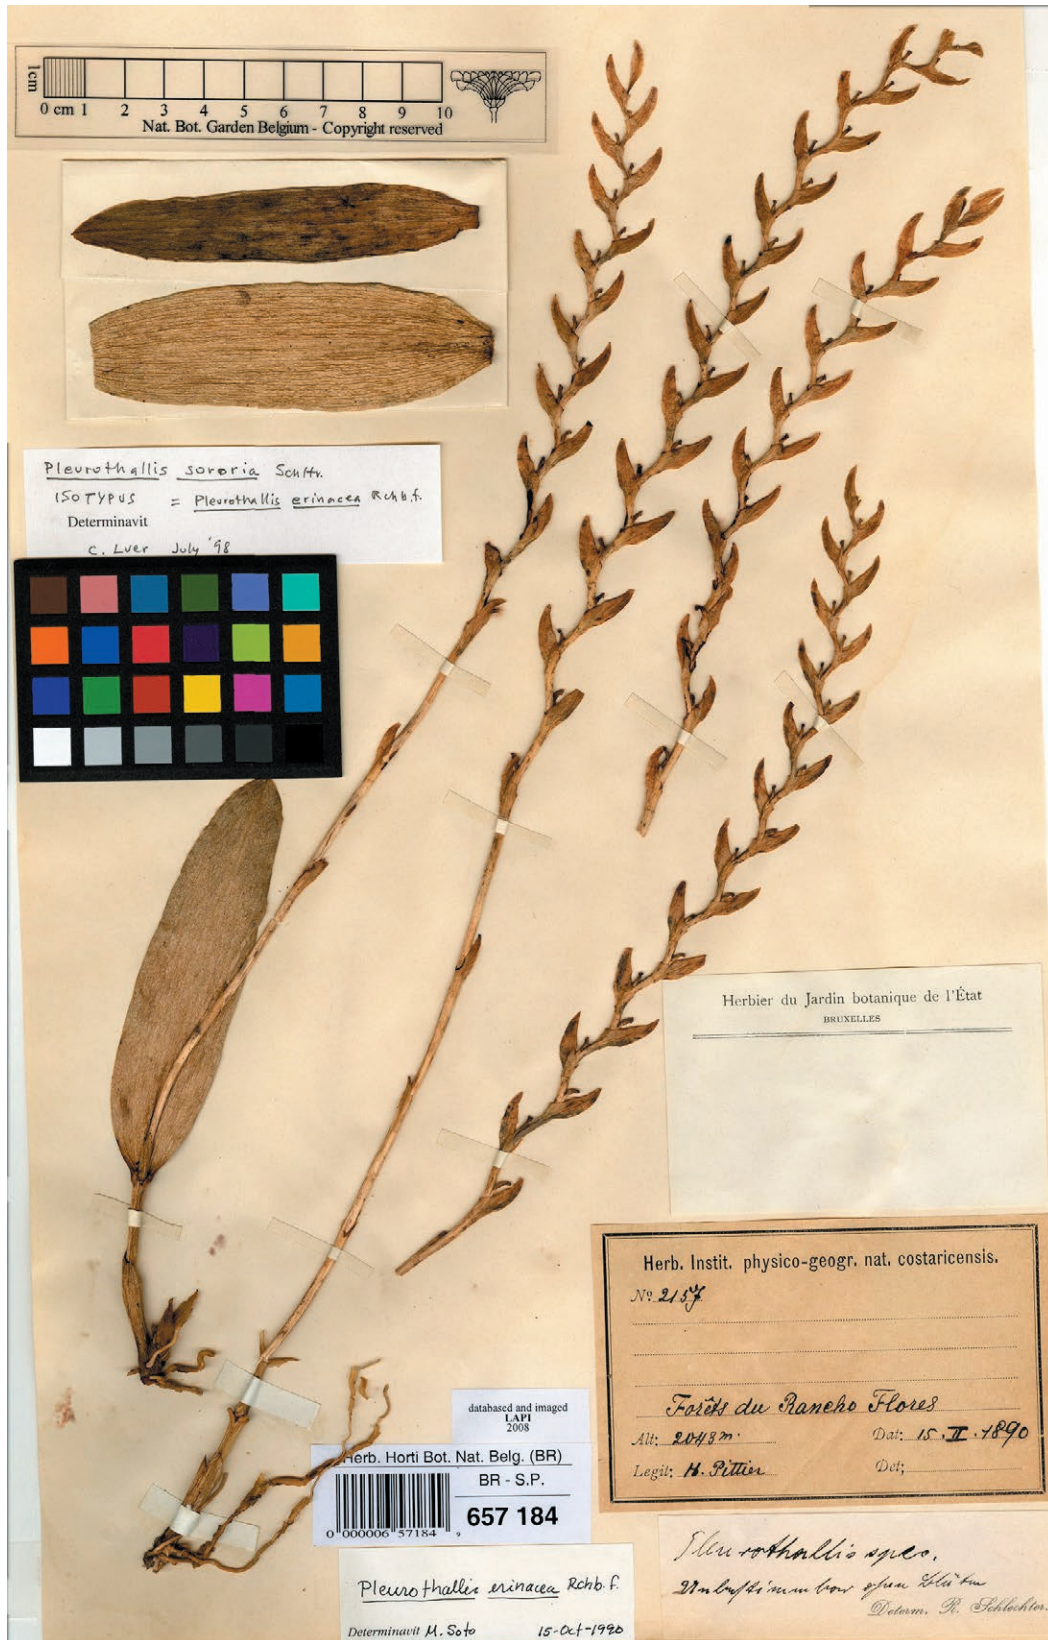 1cm
0 cm 1 2 3 4 5 6 7 8 9 10
Nat. Bot. Garden Belgium - Copyright reserved
Pleurothallis sororia Schltr.
ISOTYPUS = Pleurothallis erinacea Rchb.f.
Determinavit
C. Luer July '98
Herbier du Jardin botanique de l'État
BRUXELLES
Herb. Instit. physico-geogr. nat. costaricensis.
Nº 2157
Forêts du Rancho Flores
Alt: 2043 m. Dat: 15. II. 1890
Legit: H. Pittier Det;
databased and imaged
LAPI
2008
Herb. Horti Bot. Nat. Belg. (BR)
BR - S.P.
657 184
0 000006 57184 9
Pleurothallis spec.
Unbestimmbar ohne Blüten
Determ. R. Schlechter.
Pleurothallis erinacea Rchb.f.
Determinavit M. Soto 15-Oct-1990